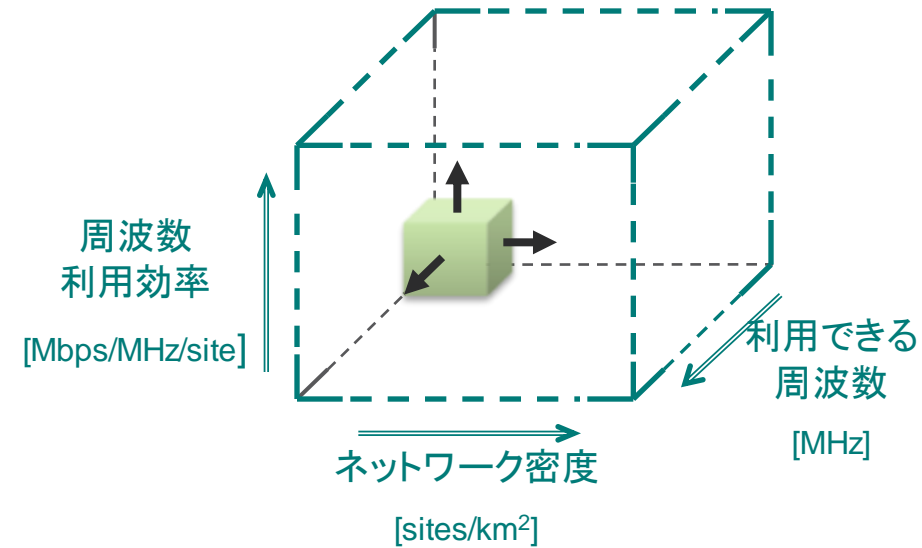 周波数
利用効率
[Mbps/MHz/site]
利用できる
周波数
[MHz]
ネットワーク密度
[sites/km²]